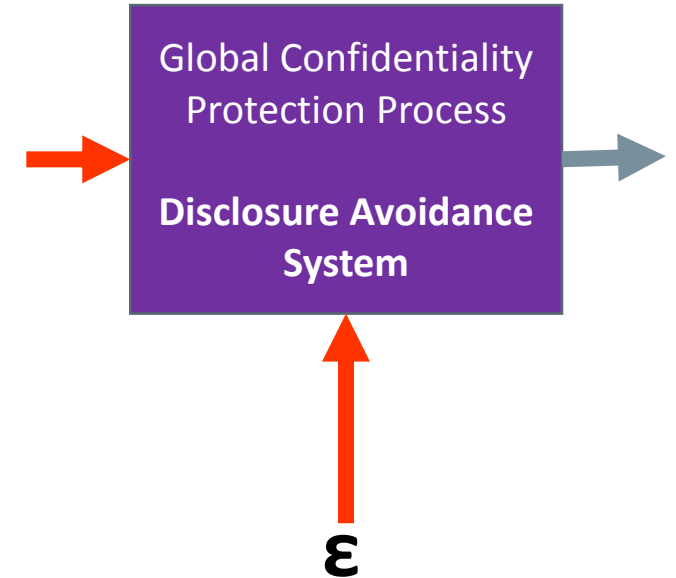 Global Confidentiality
Protection Process
Disclosure Avoidance
System
ε